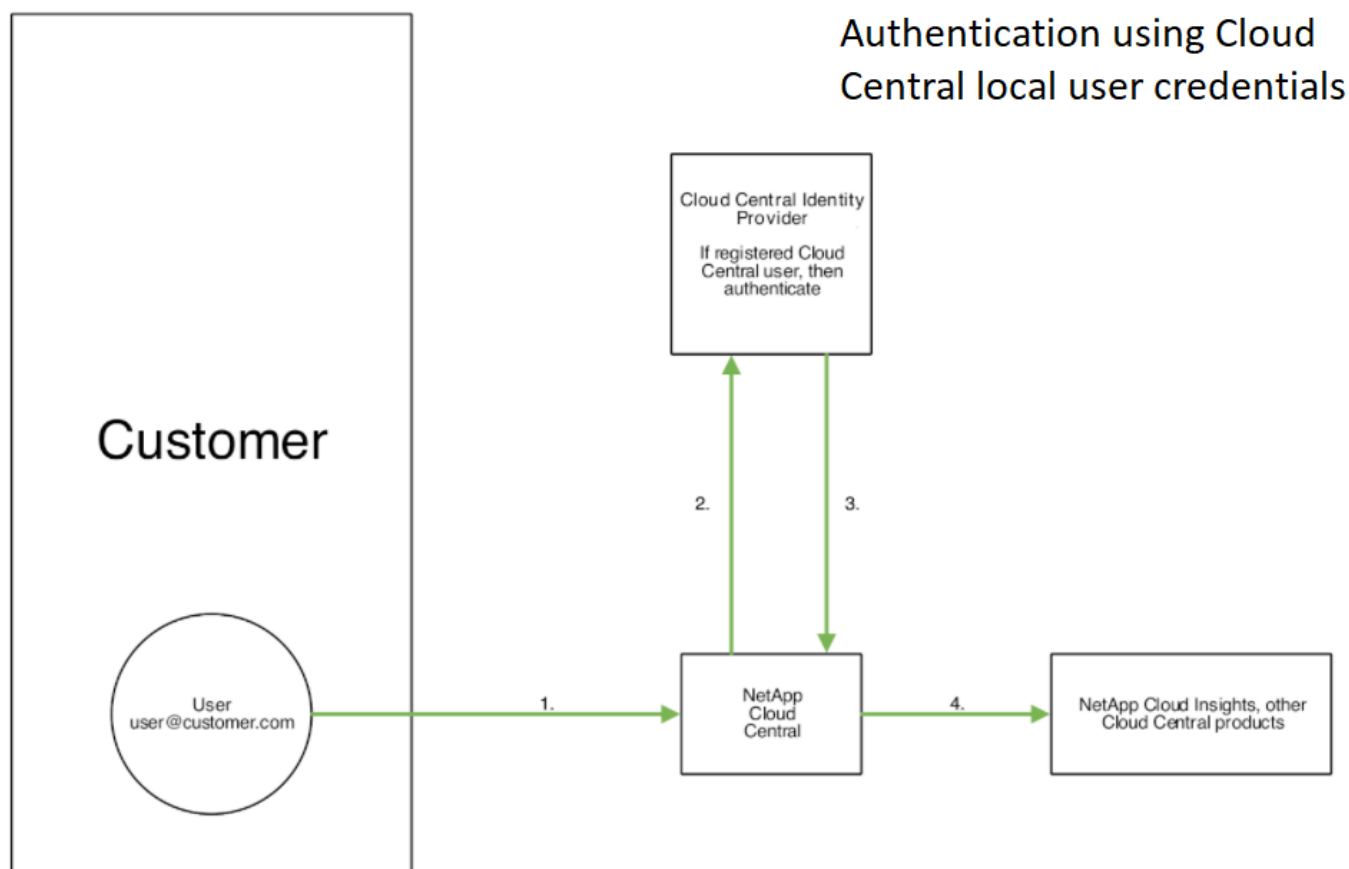 Authentication using Cloud
Central local user credentials
Cloud Central Identity
Provider
If registered Cloud
Central user, then
authenticate
Customer
2.
3.
User
user@customer.com
1.
NetApp
Cloud
Central
4.
NetApp Cloud Insights, other
Cloud Central products